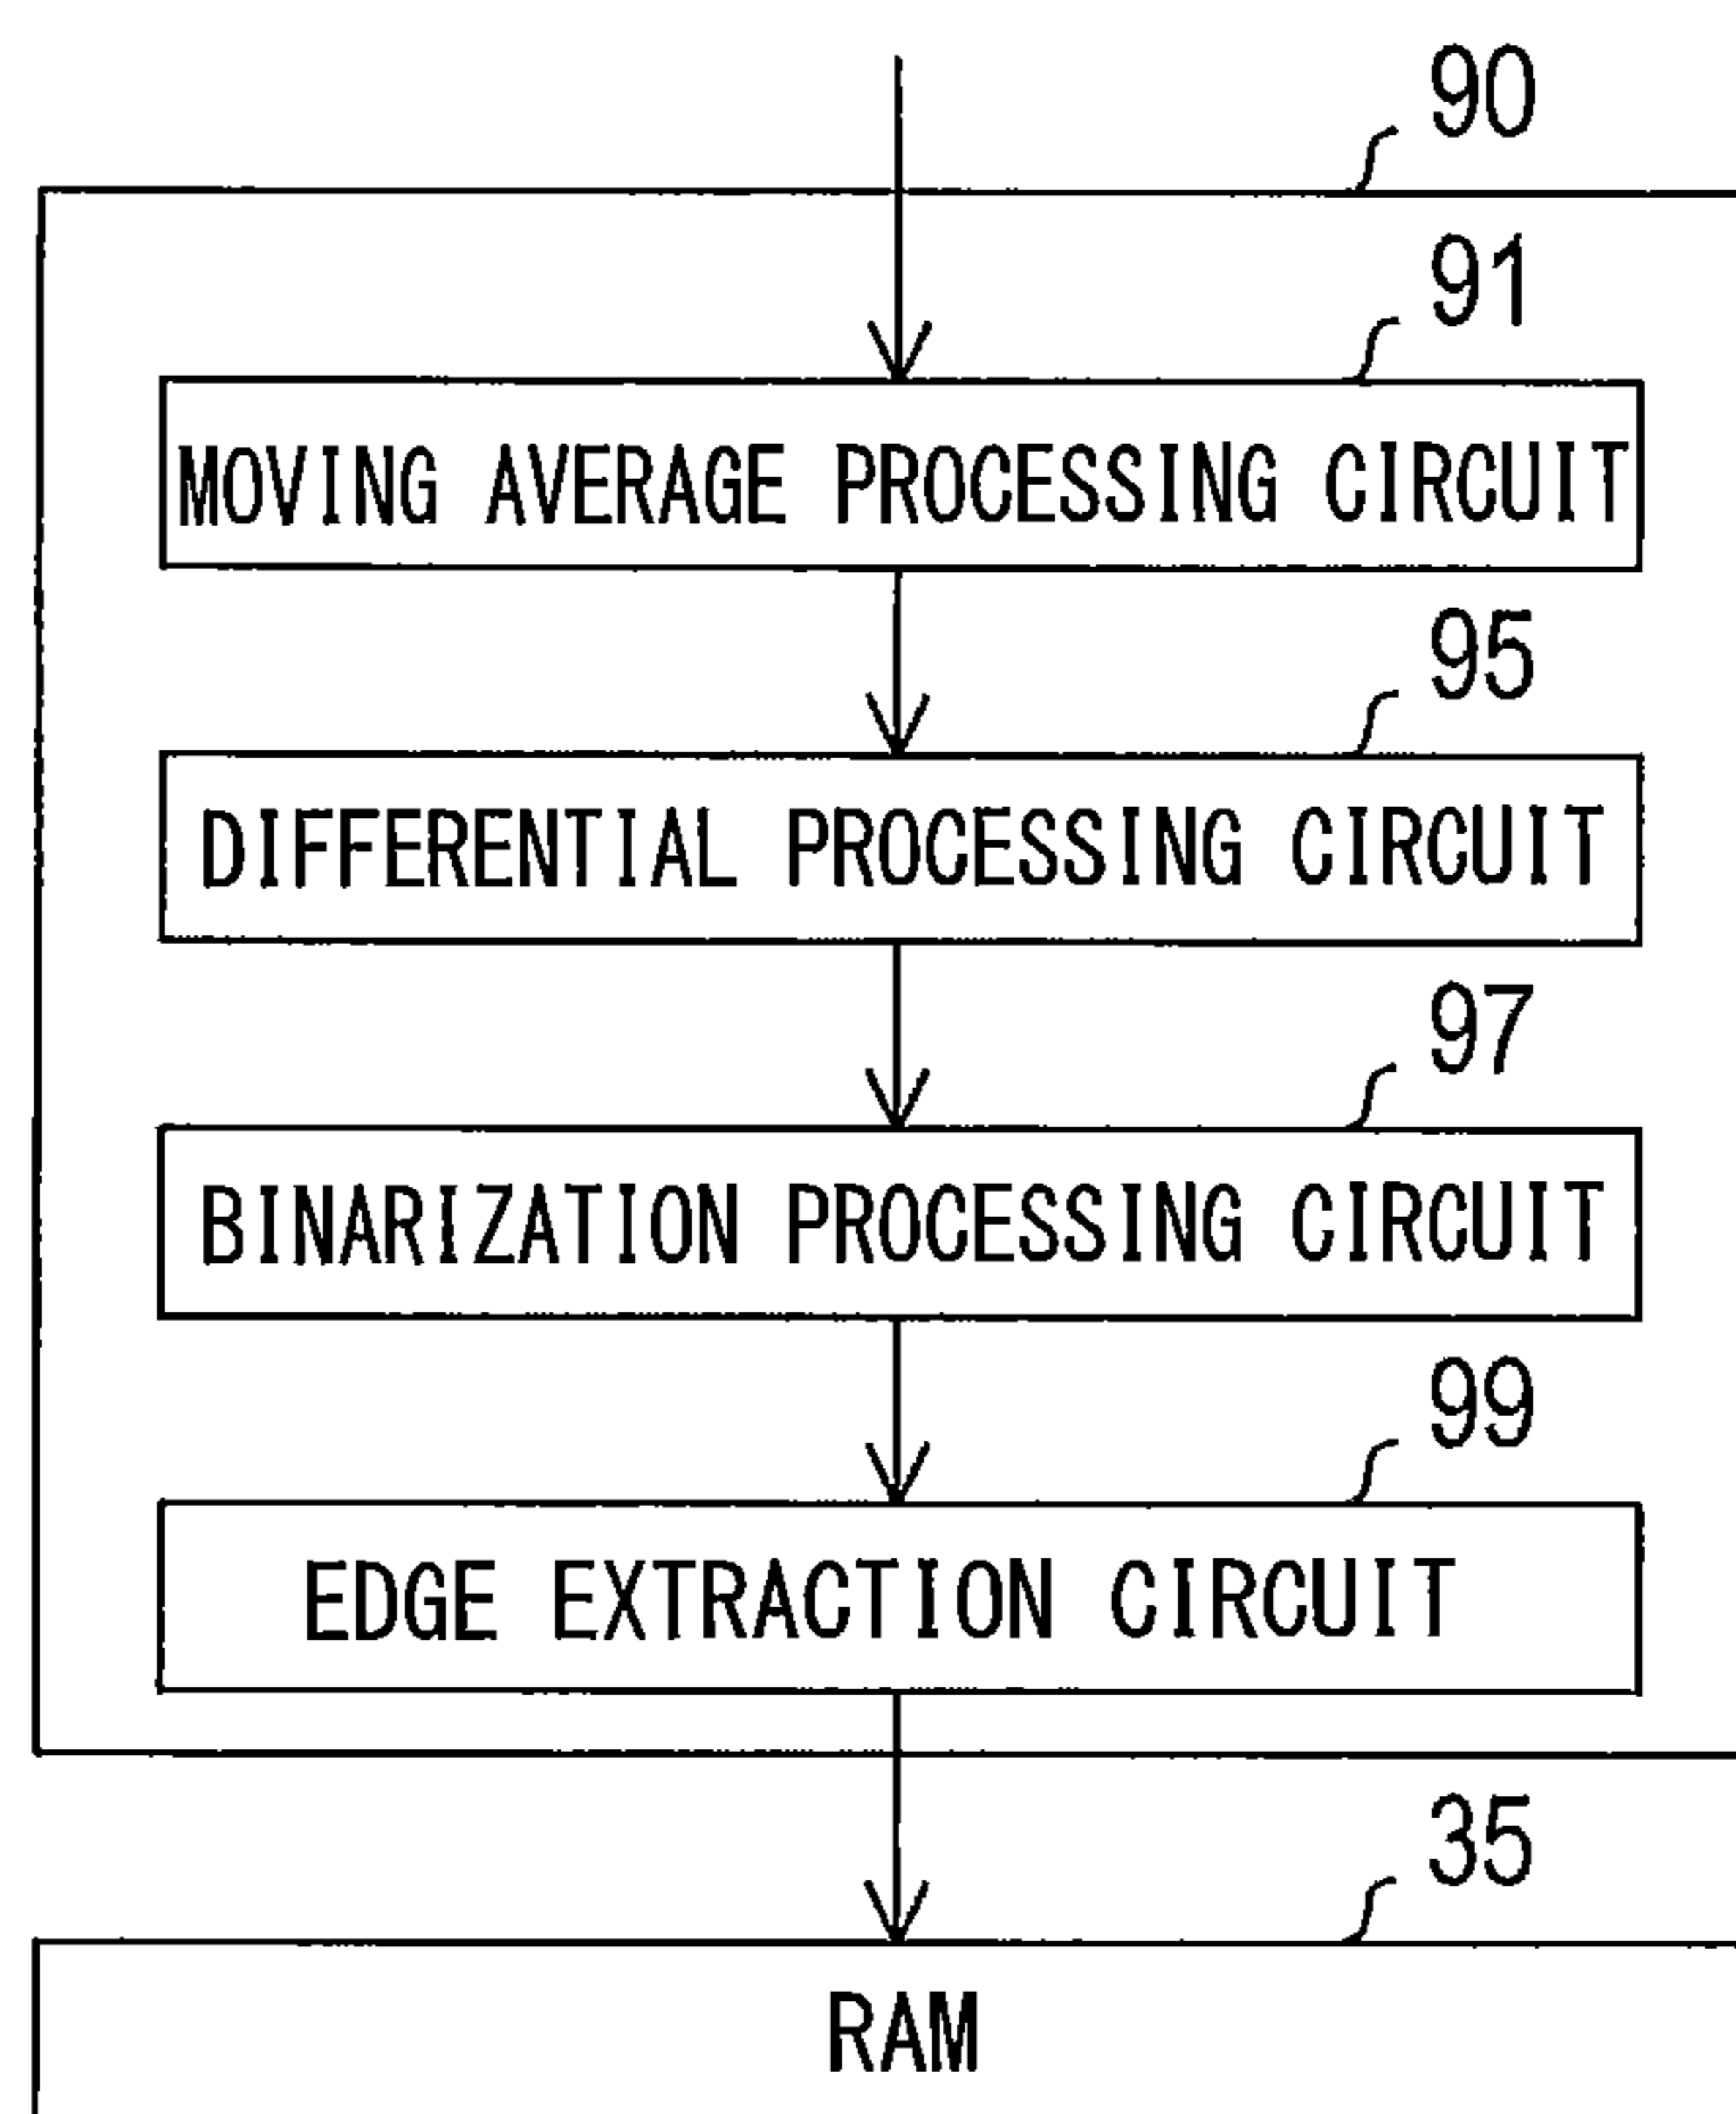 90
91
MOVING AVERAGE PROCESSING CIRCUIT
95
DIFFERENTIAL PROCESSING CIRCUIT
97
BINARIZATION PROCESSING CIRCUIT
99
EDGE EXTRACTION CIRCUIT
35
RAM